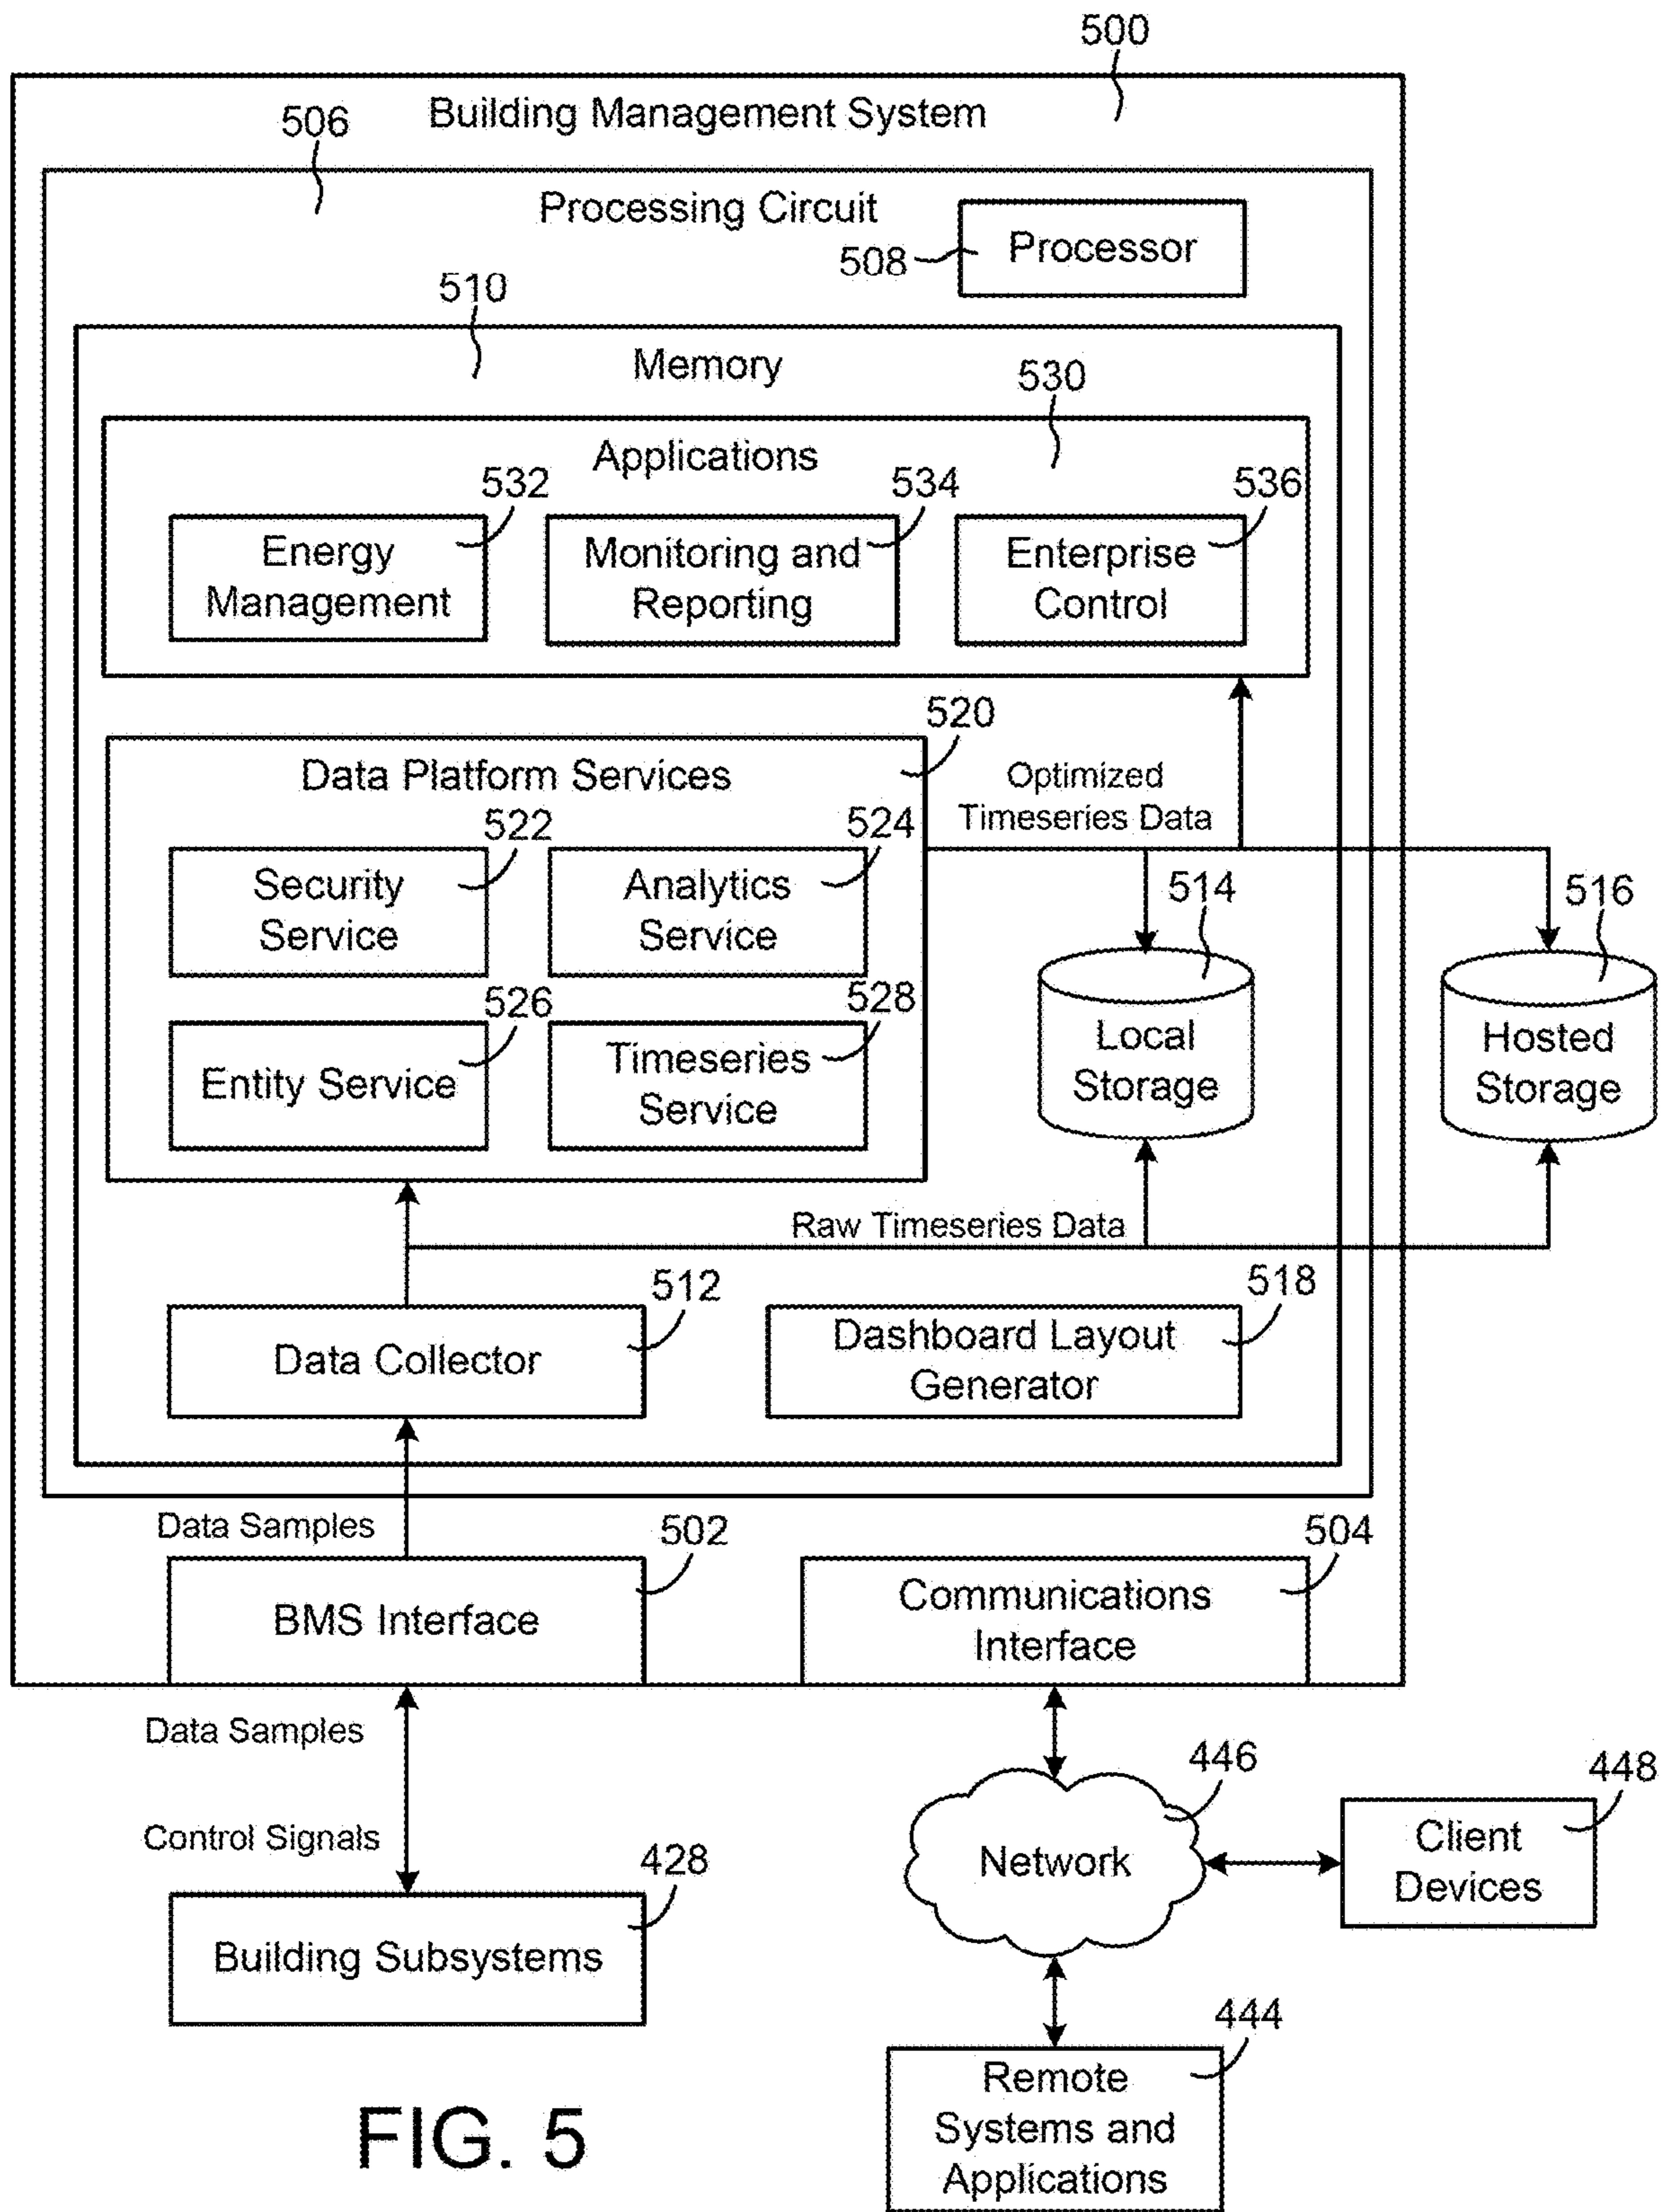 500
Building Management System
506
Processing Circuit
508
Processor
510
Memory
530
Applications
532
534
536
Energy
Management
Monitoring and
Reporting
Enterprise
Control
520
Data Platform Services
Optimized
Timeseries Data
522
524
Security
Service
Analytics
Service
514
516
526
528
Entity Service
Timeseries
Service
Local
Storage
Hosted
Storage
Raw Timeseries Data
512
518
Data Collector
Dashboard Layout
Generator
Data Samples
502
504
BMS Interface
Communications
Interface
Data Samples
446
448
Control Signals
Network
Client
Devices
428
Building Subsystems
444
Remote
Systems and
Applications
FIG. 5